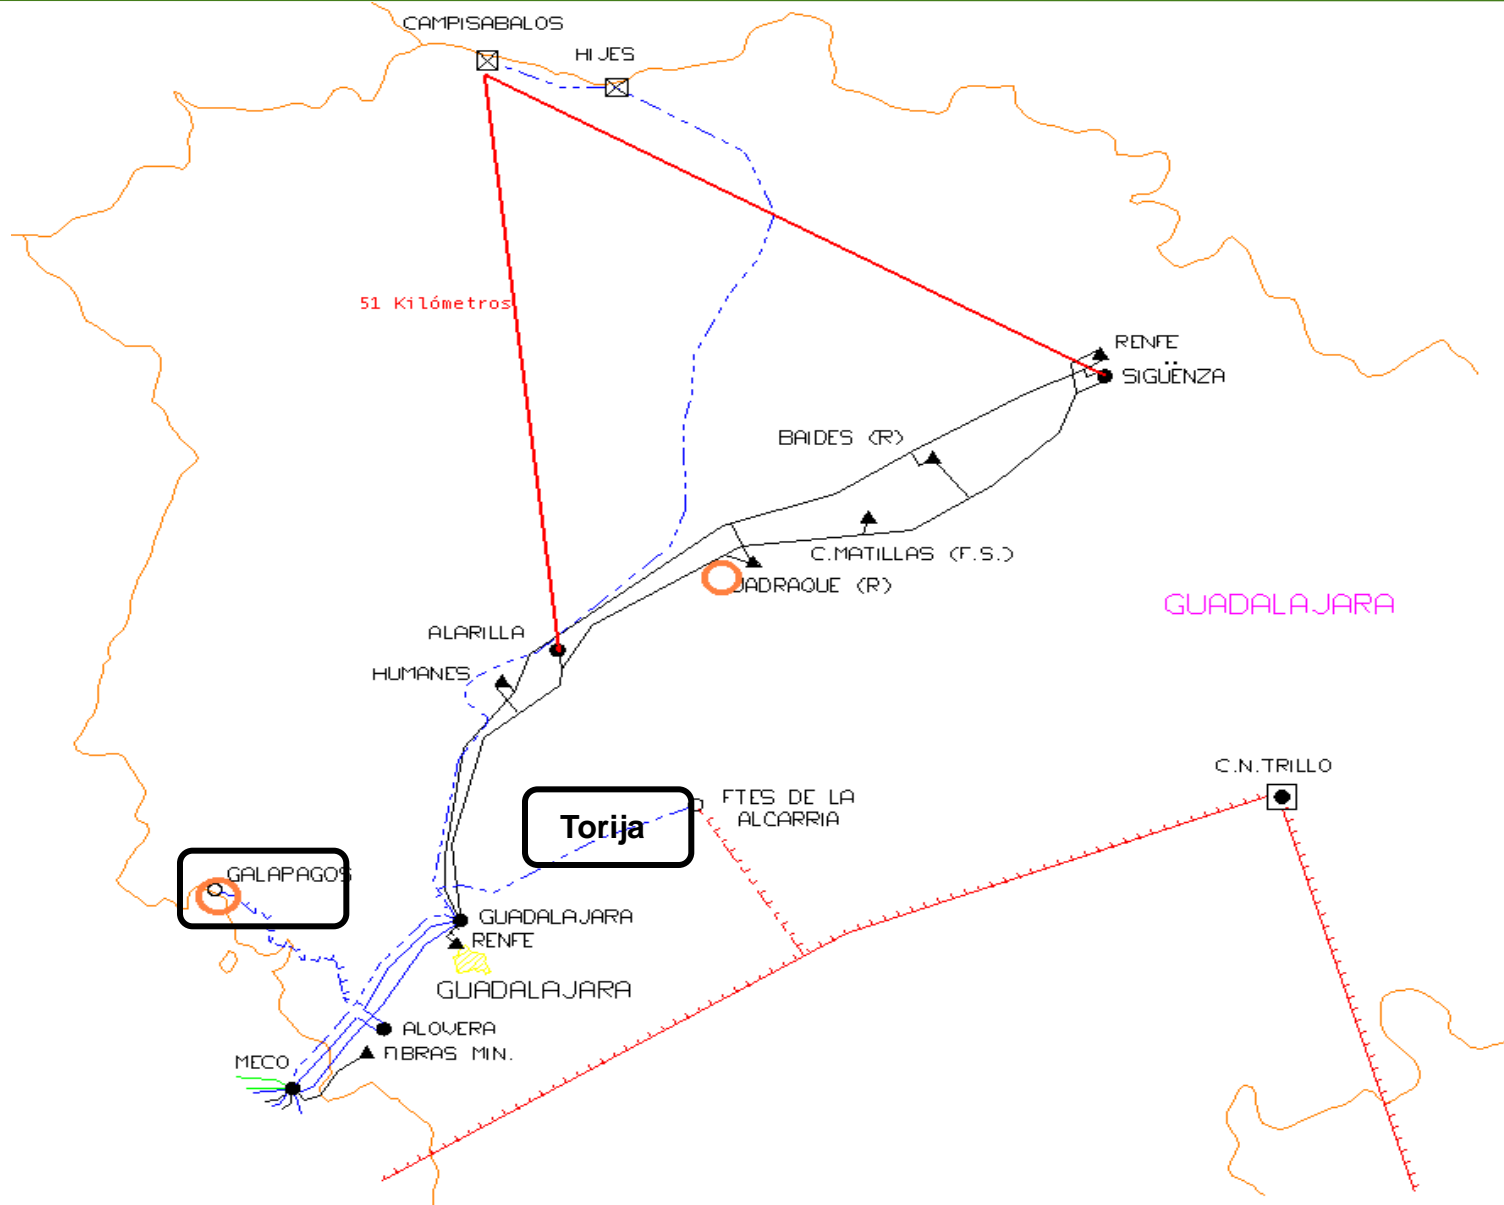 CAMPISABALOS
HIJES
51 Kilómetros
RENFE
SIGÜENZA
BAIDES (R)
C.MATILLAS (F.S.)
JADRAQUE (R)
GUADALAJARA
ALARILLA
HUMANES
C.N.TRILLO
FTES DE LA
ALCARRIA
Torija
GALAPAGOS
GUADALAJARA
RENFE
GUADALAJARA
ALOVERA
FIBRAS MIN.
MECO